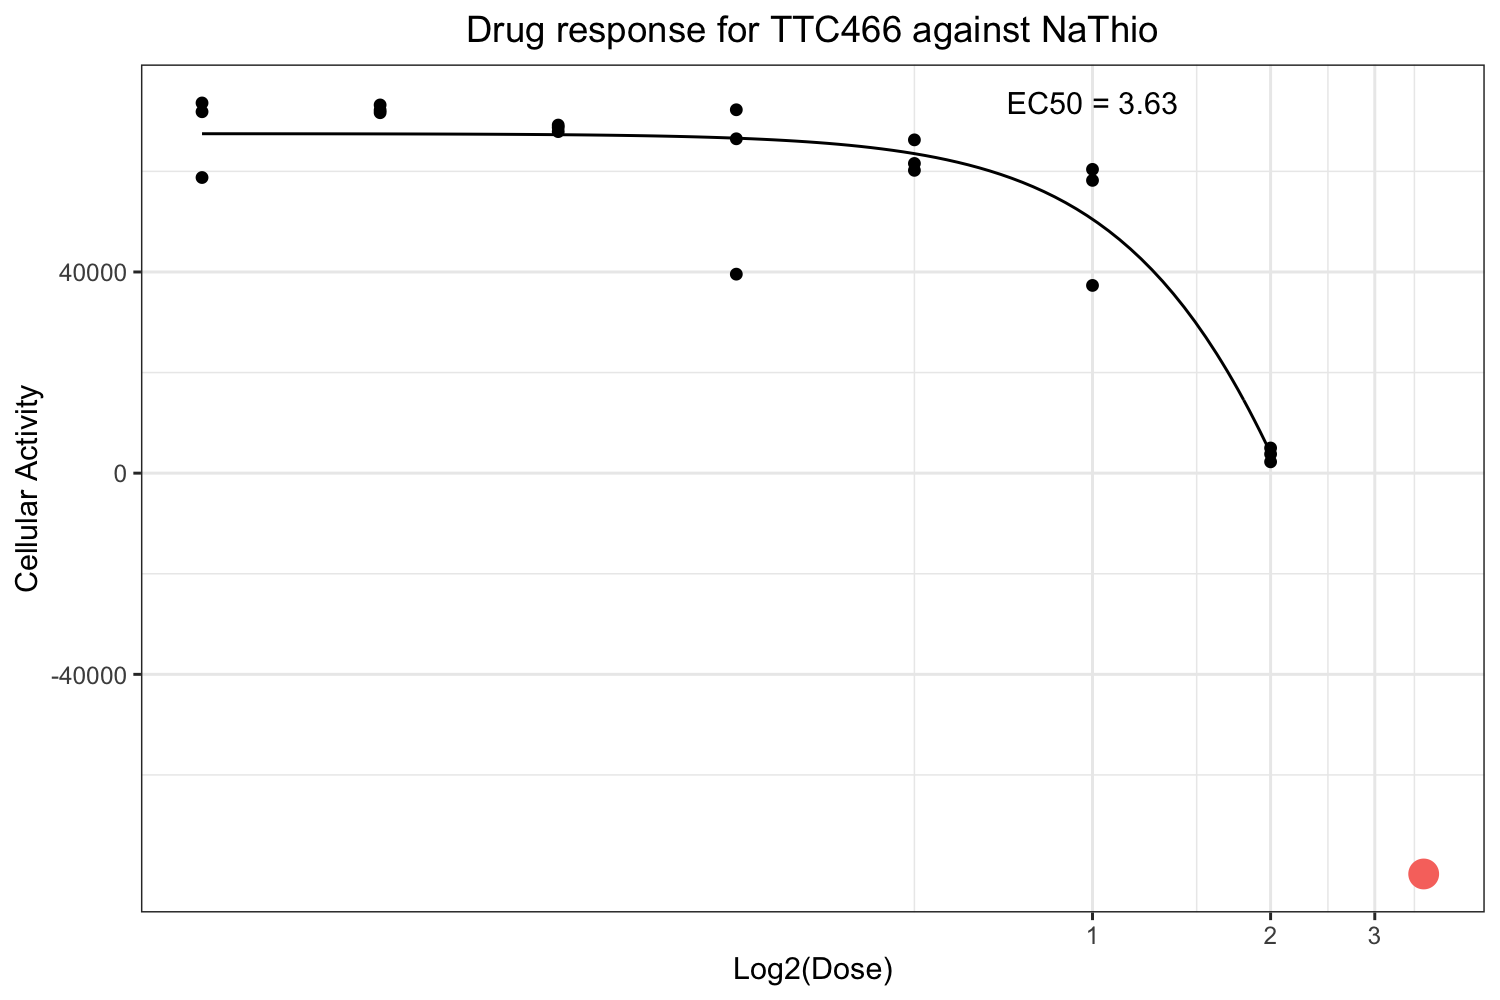 Drug response for TTC466 against NaThio
EC50 = 3.63
40000
0
-40000
Cellular Activity
1 2 3
Log2(Dose)